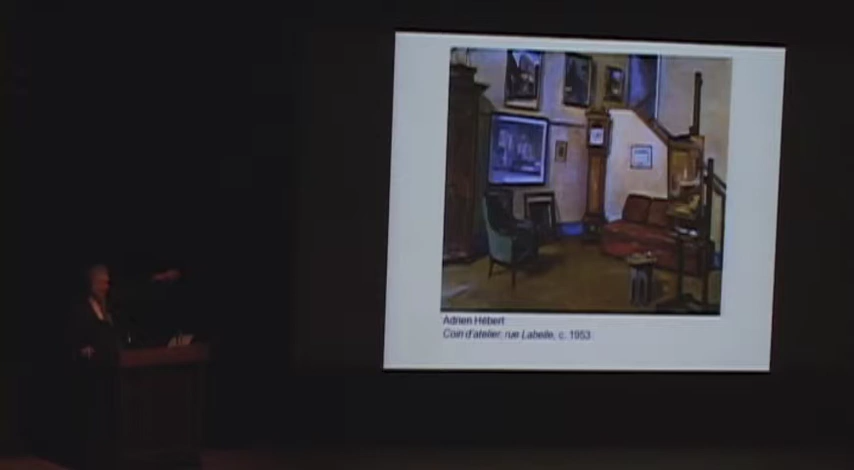 Adrien Hébert
Coin d'atelier, rue Labelle, c. 1953